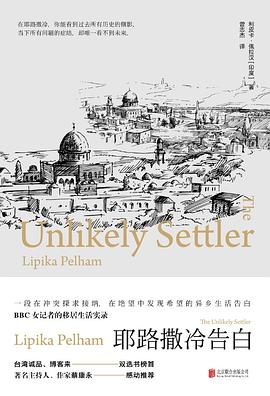 在耶路撒冷，你能看到过去所有历史的倒影，
当下所有问题的症结，却唯一看不到未来。
利皮卡·佩拉汉[印度] 著
曾志杰 译
The
Unlikely Settler
Lipika Pelham
一段在冲突探求接纳，在绝望中发现希望的异乡生活告白
BBC 女记者的移居生活实录
The Unlikely Settler
Lipika Pelham 耶路撒冷告白
台湾诚品、博客来——双选书榜首
著名主持人、作家蔡康永——感动推荐
北京联合出版公司